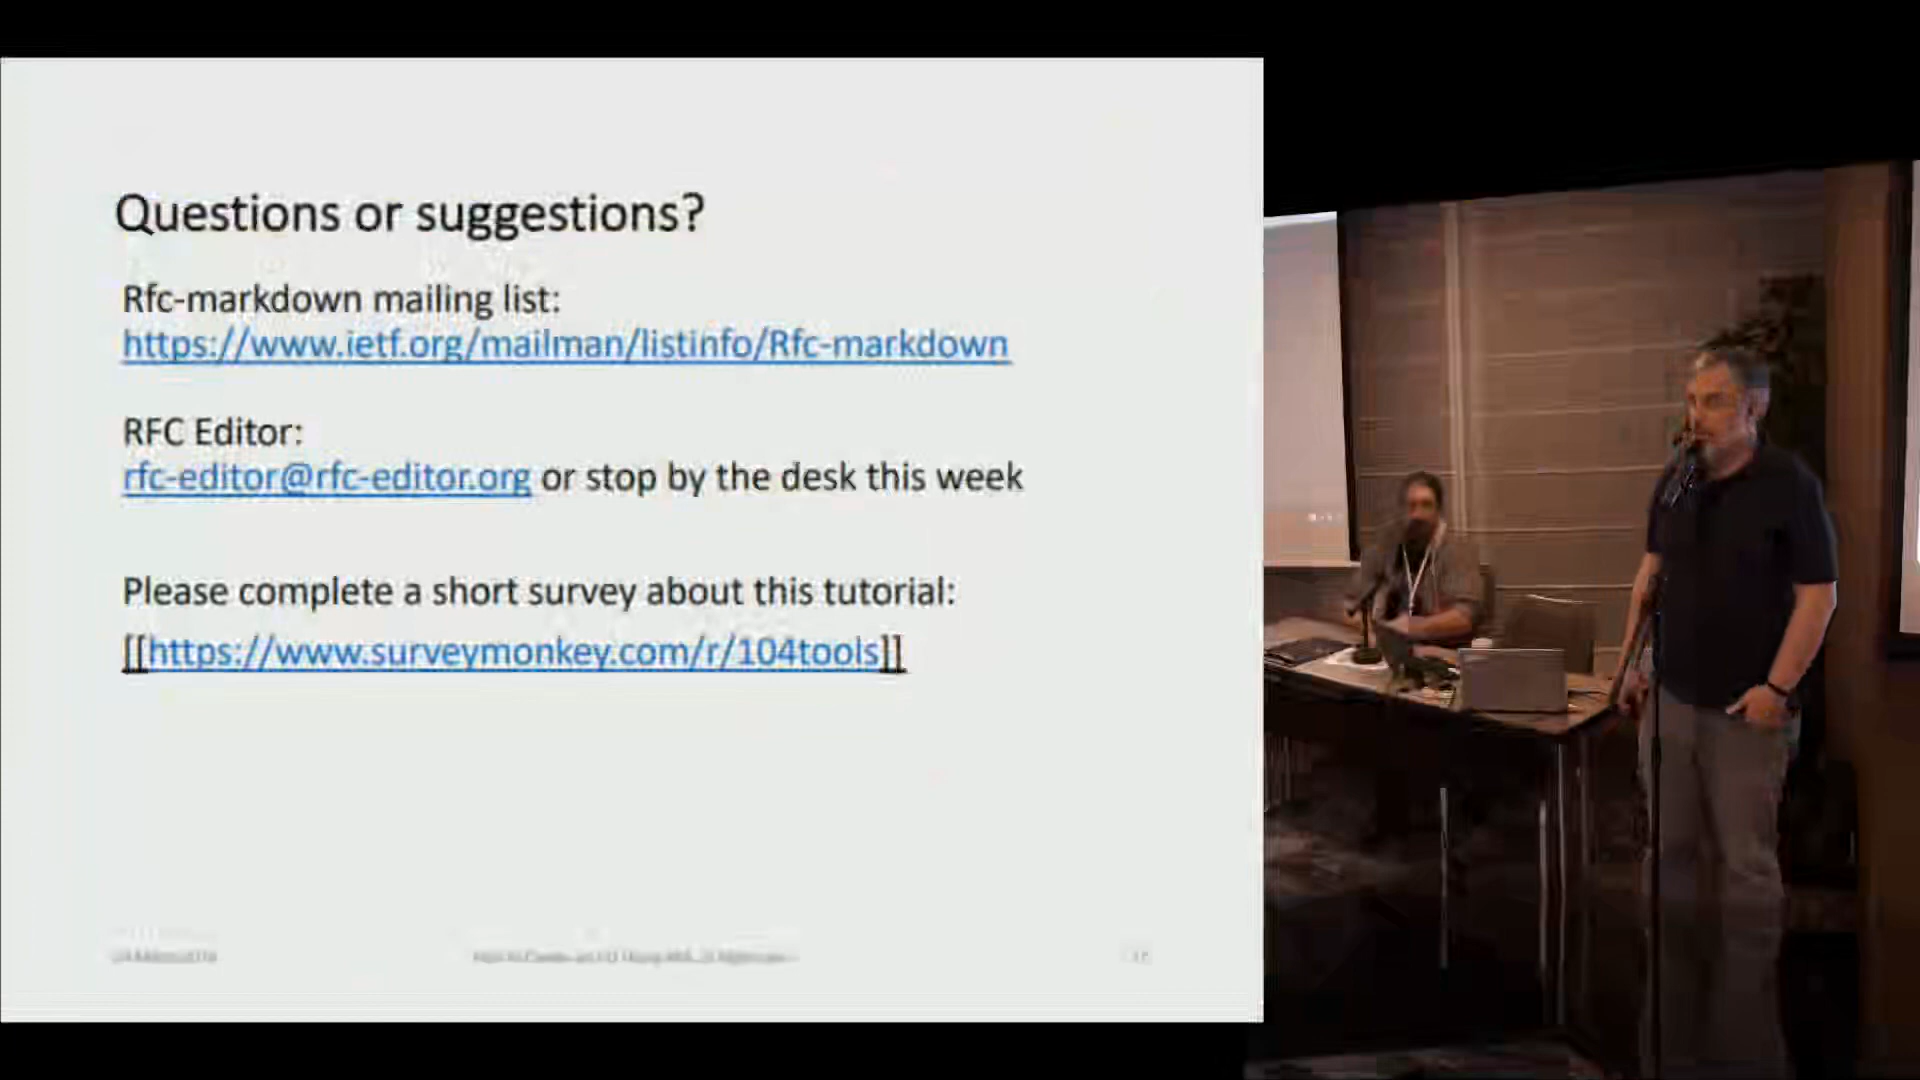 Questions or suggestions?
Rfc-markdown mailing list:
https://www.ietf.org/mailman/listinfo/Rfc-markdown
RFC Editor:
rfc-editor@rfc-editor.org or stop by the desk this week
Please complete a short survey about this tutorial:
[[https://www.surveymonkey.com/r/104tools]]